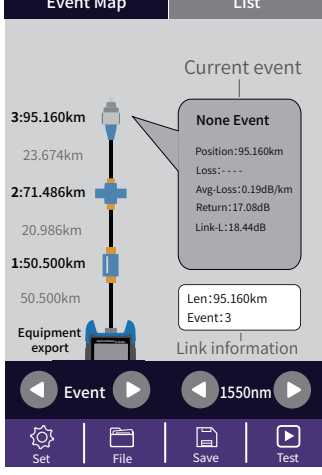 Event Map
List
Current event
3:95.160km
None Event
Position:95.160km
23.674km
Loss:----
Avg-Loss:0.19dB/km
2:71.486km
Return:17.08dB
Link-L:18.44dB
20.986km
1:50.500km
50.500km
Len:95.160km
Event:3
Equipment
export
Link information
Event
1550nm
Set
File
Save
Test